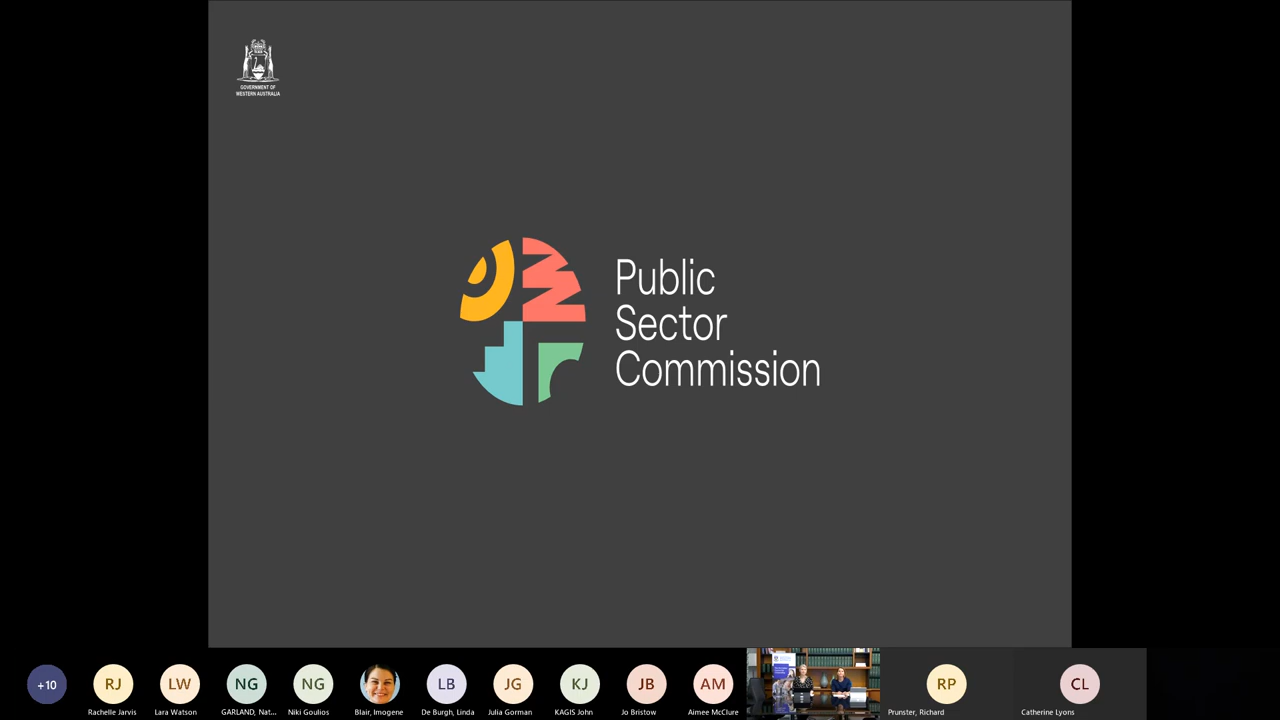 GOVERNMENT OF
WESTERN AUSTRALIA
Public
Sector
Commission
+10
RJ
LW
NG
NG
LB
JG
KJ
JB
AM
RP
CL
Rachelle Jarvis
Lara Watson
GARLAND, Nat...
Niki Goulios
Blair, Imogene
De Burgh, Linda
Julia Gorman
KAGIS John
Jo Bristow
Aimee McClure
Prunster, Richard
Catherine Lyons